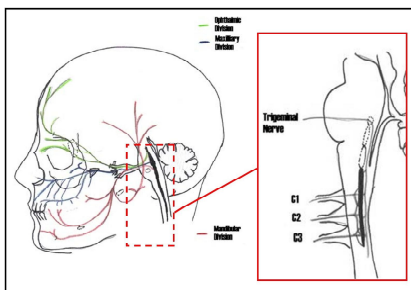 Ophthalmic
Division
Maxillary
Division
Mandibular
Division
Trigeminal
Nerve
C1
C2
C3